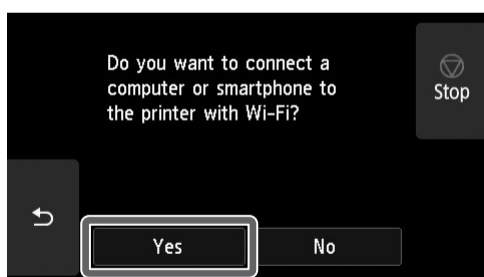 Do you want to connect a
computer or smartphone to
the printer with Wi-Fi?
Stop
Yes
No